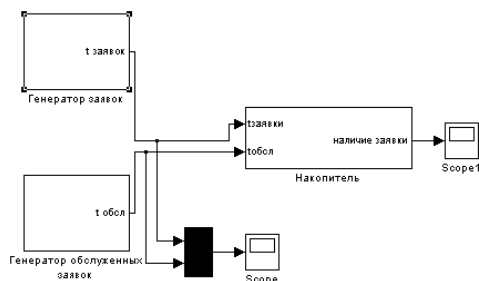 t заявок
Генератор заявок
tзаявки
наличие заявки
tобсл
Накопитель
Scope1
t обсл
Генератор обслуженных
заявок
Scope